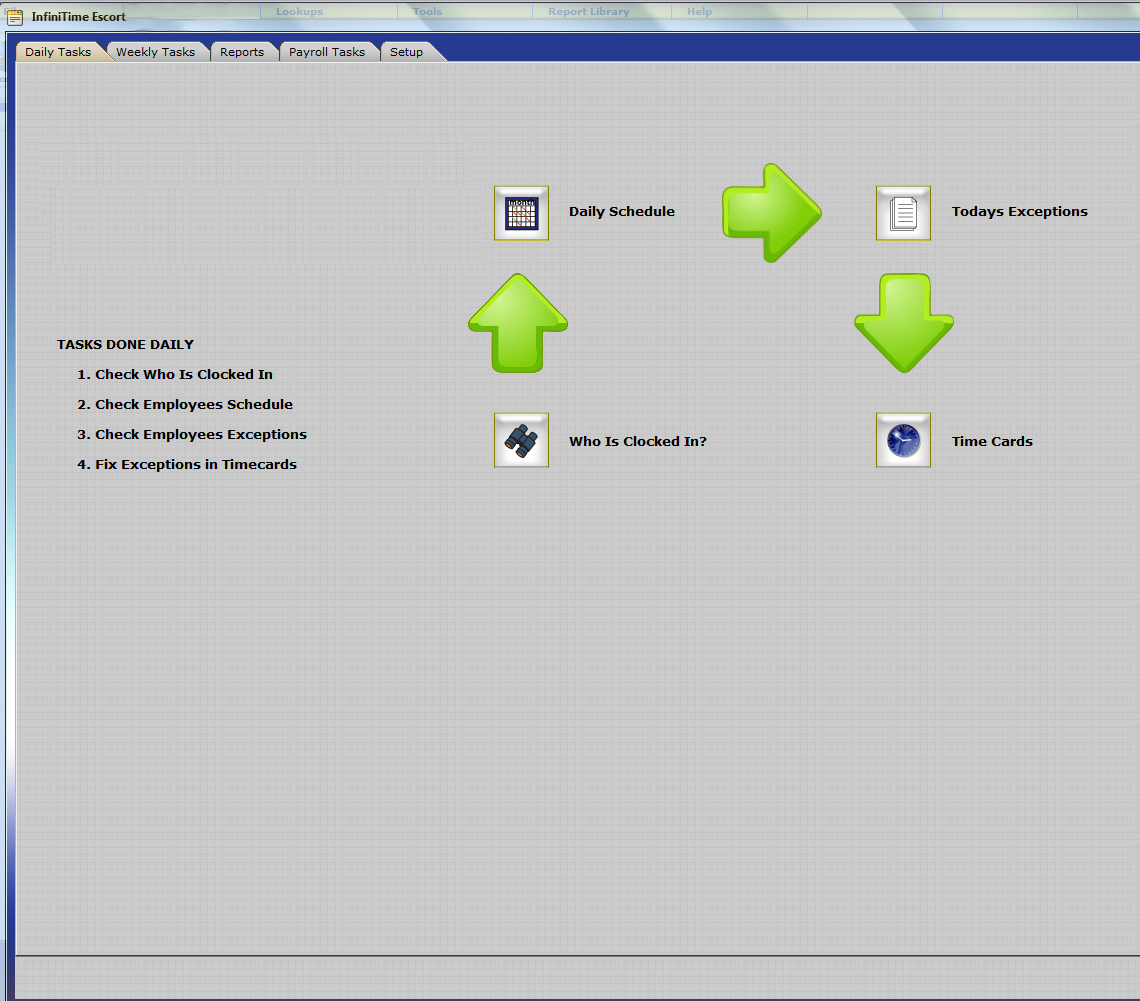 Lookups Tools Report Library Help
InfiniTime Escort
Daily Tasks Weekly Tasks Reports Payroll Tasks Setup
Daily Schedule
Todays Exceptions
TASKS DONE DAILY
1. Check Who Is Clocked In
2. Check Employees Schedule
3. Check Employees Exceptions
4. Fix Exceptions in Timecards
Who Is Clocked In?
Time Cards